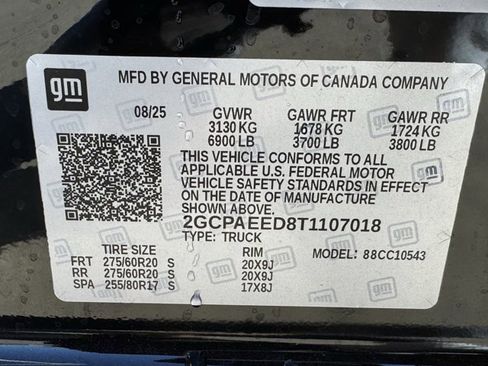 gm
MFD BY GENERAL MOTORS OF CANADA COMPANY
08/25 GVWR GAWR FRT GAWR RR
3130 KG 1678 KG 1724 KG
6900 LB 3700 LB 3800 LB
THIS VEHICLE CONFORMS TO ALL
APPLICABLE U.S. FEDERAL MOTOR
VEHICLE SAFETY STANDARDS IN EFFECT
ON THE DATE OF MANUFACTURE
SHOWN ABOVE.
2GCPAEED8T1107018
TYPE: TRUCK MODEL: 88CC10543
TIRE SIZE RIM
FRT 275/60R20 S 20X9J
RR 275/60R20 S 20X9J
SPA 255/80R17 S 17X8J